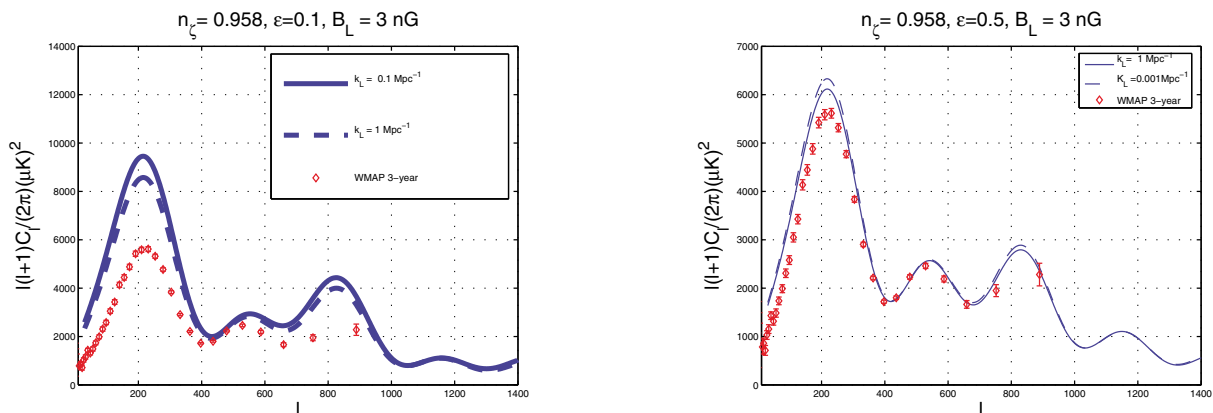 n_ζ= 0.958, ε=0.1, B_L = 3 nG
14000
12000
10000
8000
6000
4000
2000
0
l(l+1)C_l/(2π)(μK)²
k_L = 0.1 Mpc⁻¹
k_L = 1 Mpc⁻¹
WMAP 3−year
200 400 600 800 1000 1200 1400
l
n_ζ= 0.958, ε=0.5, B_L = 3 nG
7000
6000
5000
4000
3000
2000
1000
0
l(l+1)C_l/(2π)(μK)²
k_L = 1 Mpc⁻¹
K_L =0.001Mpc⁻¹
WMAP 3−year
200 400 600 800 1000 1200 1400
l